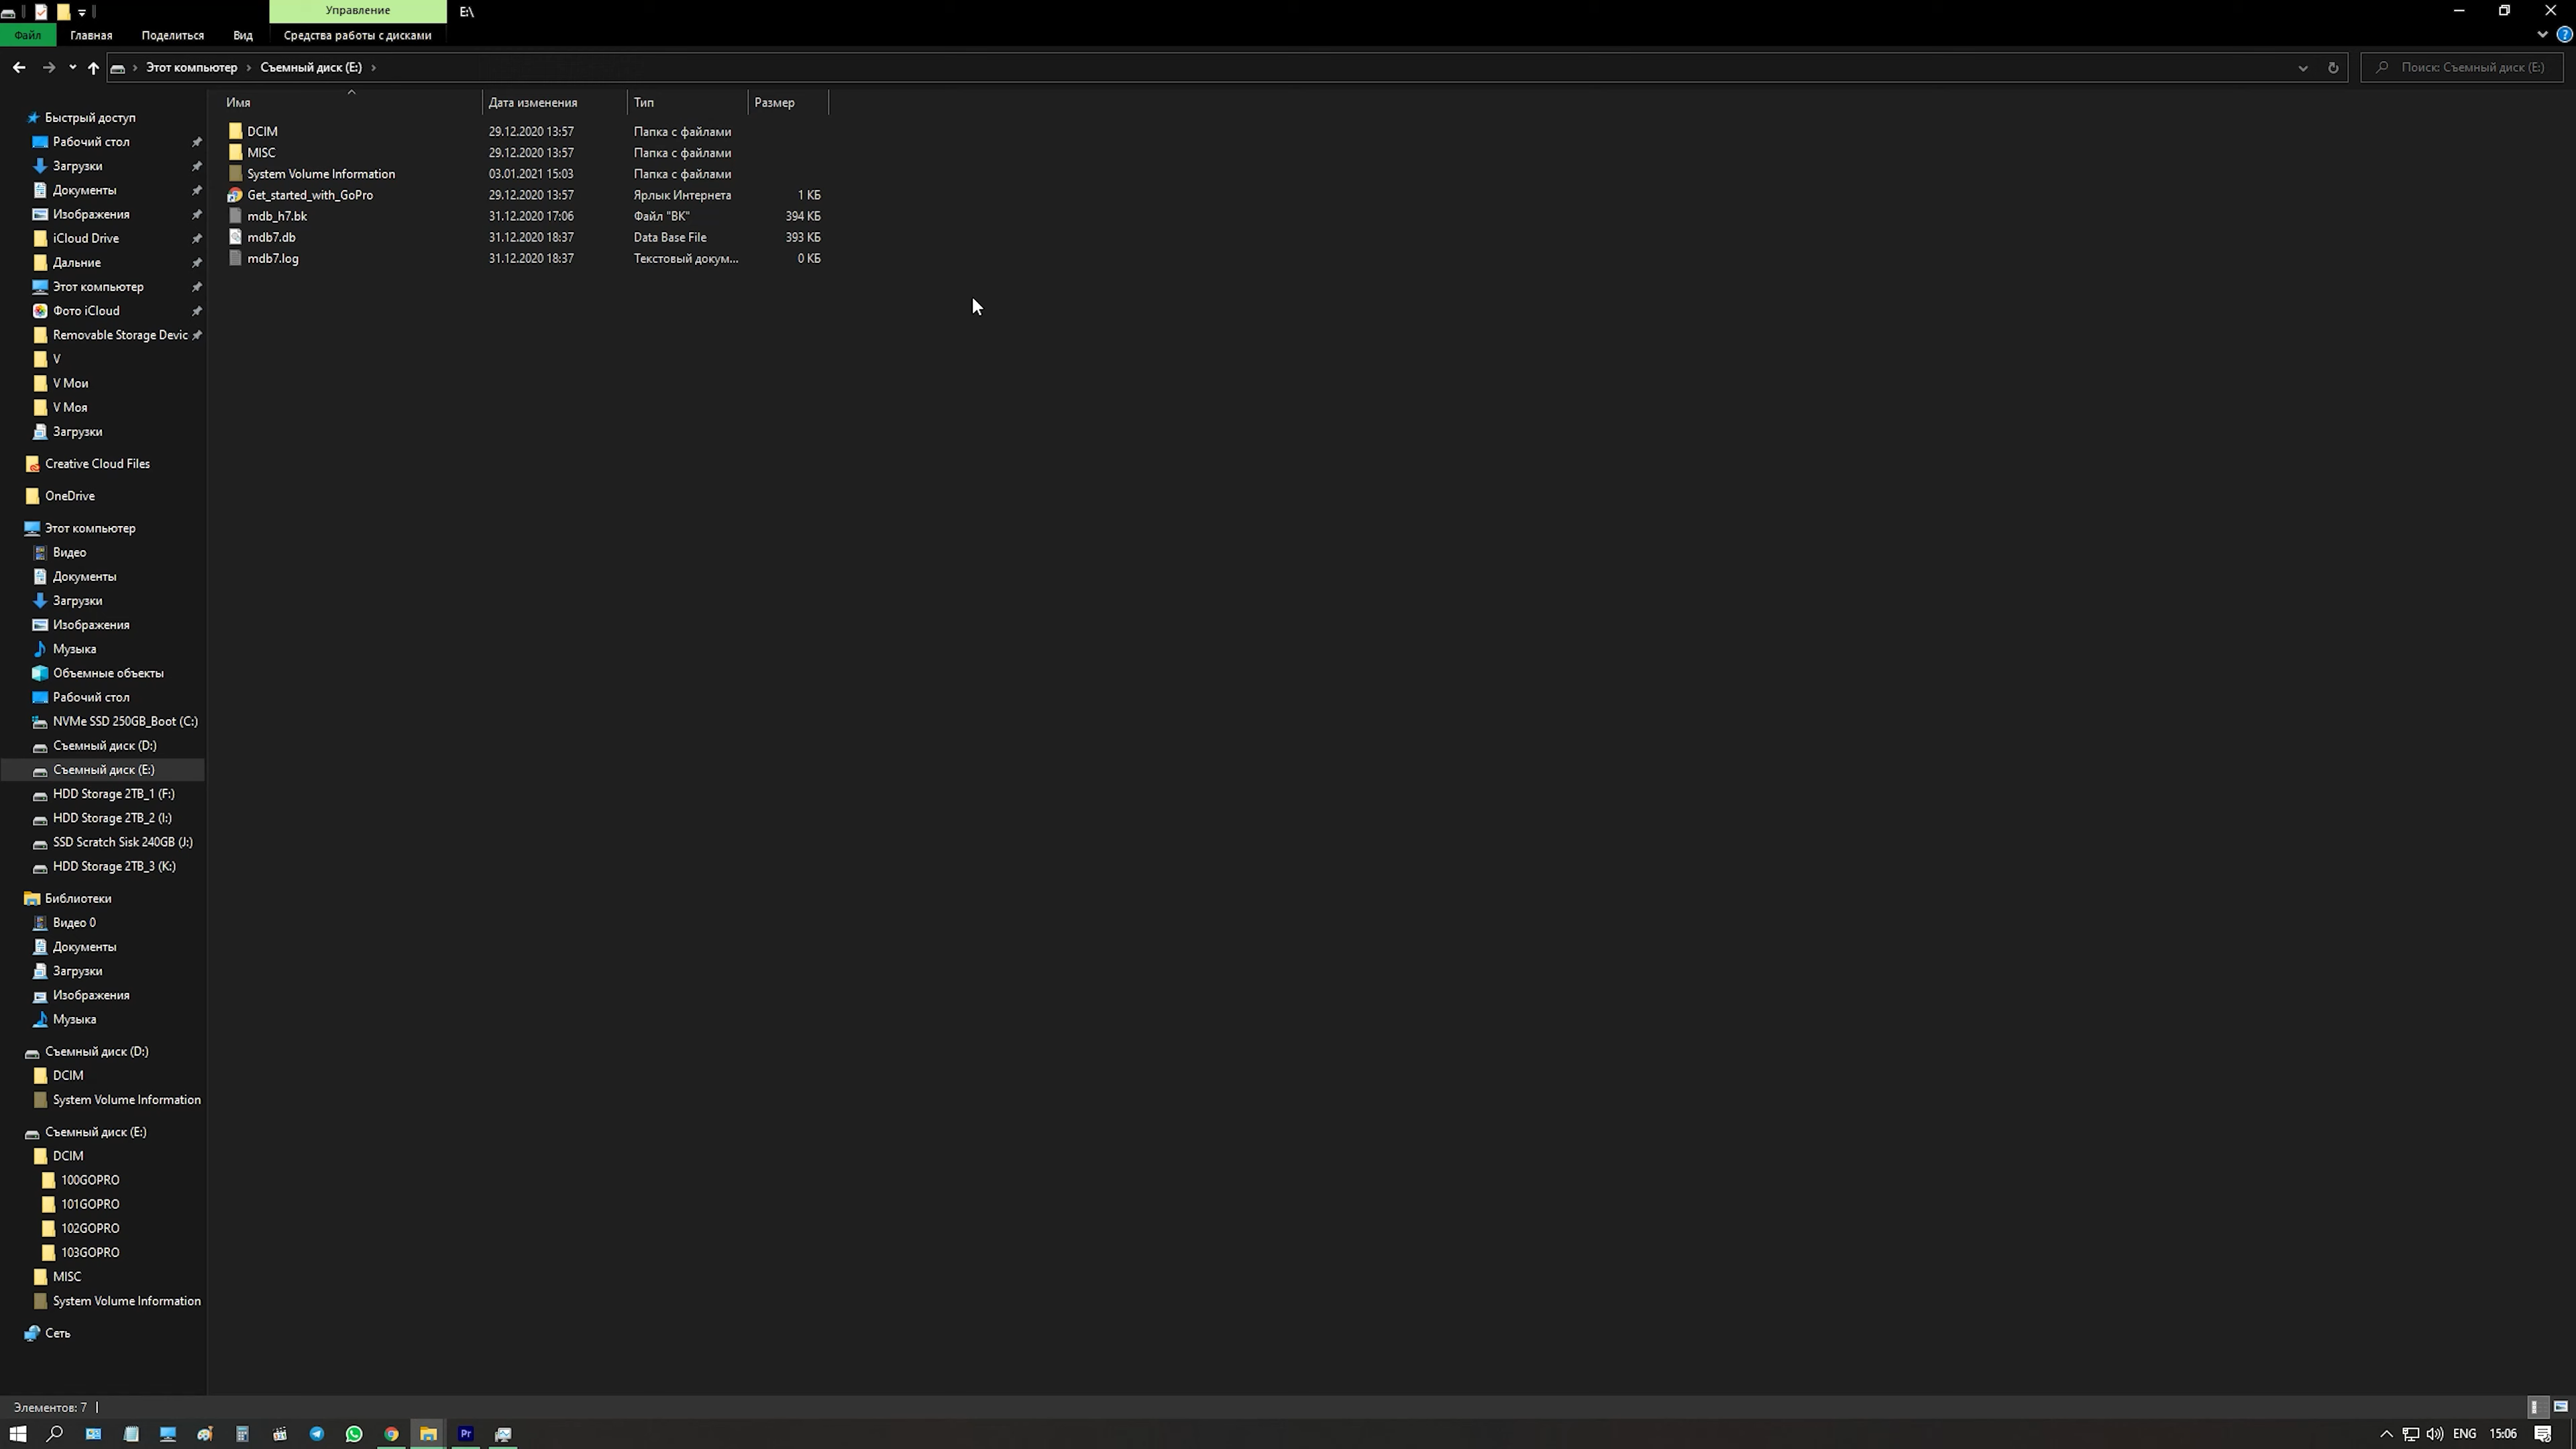 Управление
E:\
Файл
Главная
Поделиться
Вид
Средства работы с дисками
Этот компьютер
Съемный диск (E:)
Поиск: Съемный диск (E:)
Имя
Дата изменения
Тип
Размер
DCIM 29.12.2020 13:57 Папка с файлами
MISC 29.12.2020 13:57 Папка с файлами
System Volume Information 03.01.2021 15:03 Папка с файлами
Get_started_with_GoPro 29.12.2020 13:57 Ярлык Интернета 1 КБ
mdb_h7.bk 31.12.2020 17:06 Файл "BK" 394 КБ
mdb7.db 31.12.2020 18:37 Data Base File 393 КБ
mdb7.log 31.12.2020 18:37 Текстовый докум... 0 КБ
Быстрый доступ
Рабочий стол
Загрузки
Документы
Изображения
iCloud Drive
Дальние
Этот компьютер
Фото iCloud
Removable Storage Devic
V
V Мои
V Моя
Загрузки
Creative Cloud Files
OneDrive
Этот компьютер
Видео
Документы
Загрузки
Изображения
Музыка
Объемные объекты
Рабочий стол
NVMe SSD 250GB_Boot (C:)
Съемный диск (D:)
Съемный диск (E:)
HDD Storage 2TB_1 (F:)
HDD Storage 2TB_2 (I:)
SSD Scratch Sisk 240GB (J:)
HDD Storage 2TB_3 (K:)
Библиотеки
Видео 0
Документы
Загрузки
Изображения
Музыка
Съемный диск (D:)
DCIM
System Volume Information
Съемный диск (E:)
DCIM
100GOPRO
101GOPRO
102GOPRO
103GOPRO
MISC
System Volume Information
Сеть
Элементов: 7
Pr
ENG
15:06